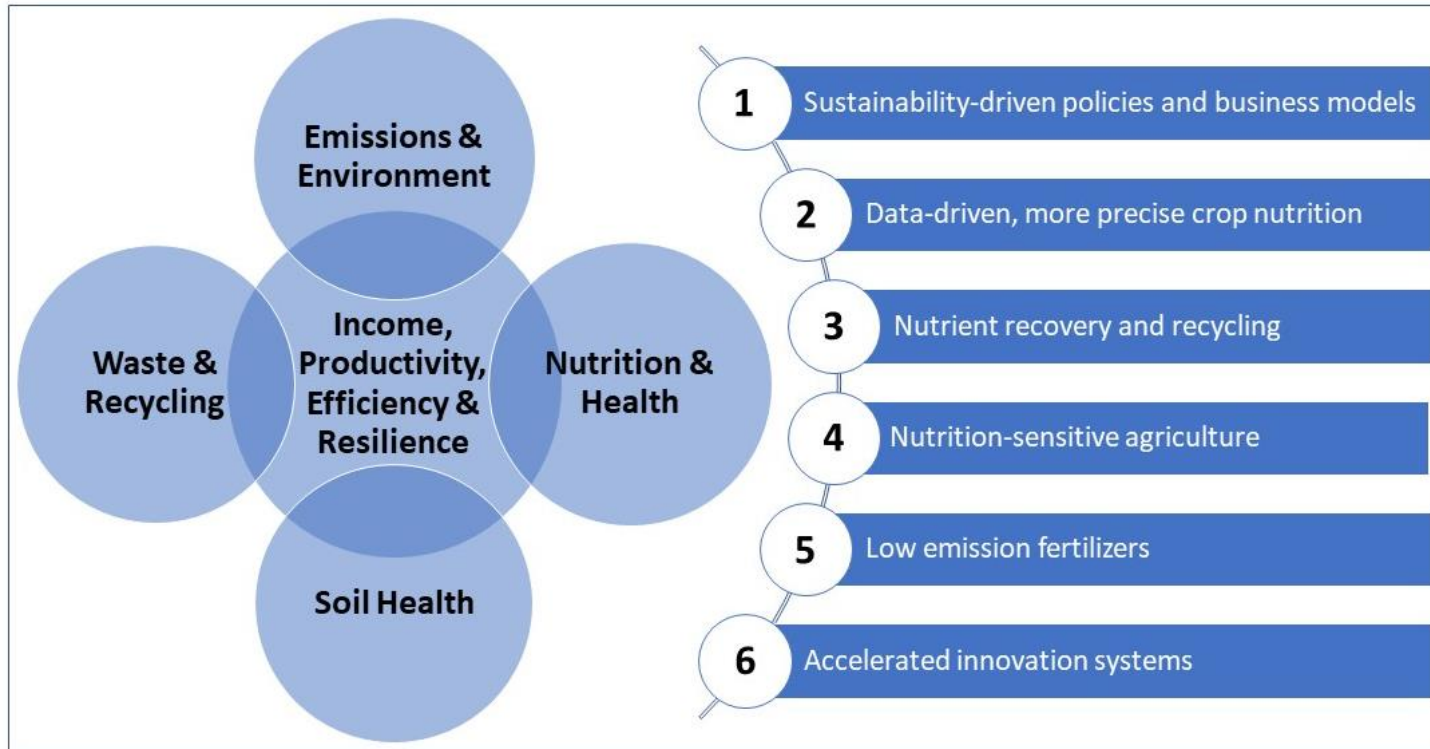 Emissions &
Environment
Waste &
Recycling
Income,
Productivity,
Efficiency &
Resilience
Nutrition &
Health
Soil Health
1
Sustainability-driven policies and business models
2
Data-driven, more precise crop nutrition
3
Nutrient recovery and recycling
4
Nutrition-sensitive agriculture
5
Low emission fertilizers
6
Accelerated innovation systems